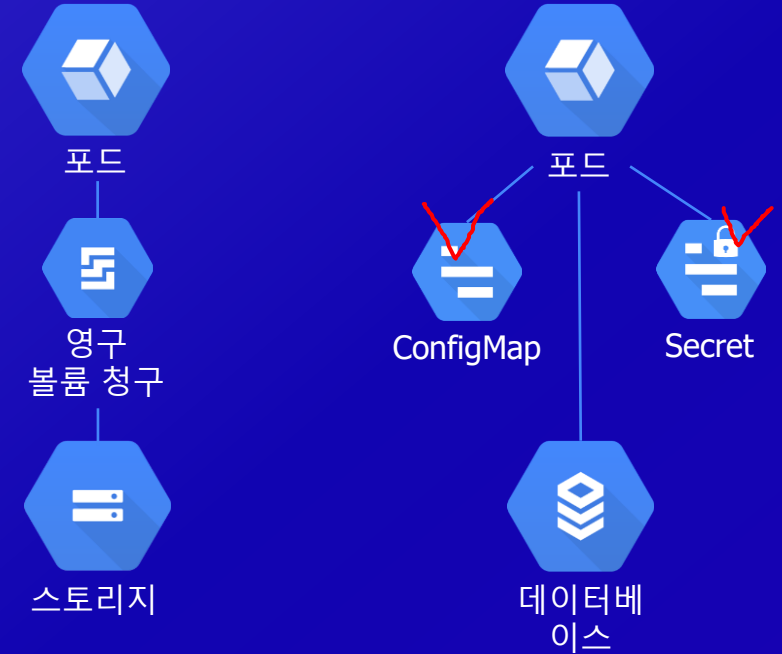 포드
영구
볼륨 청구
스토리지
포드
ConfigMap
Secret
데이터베
이스